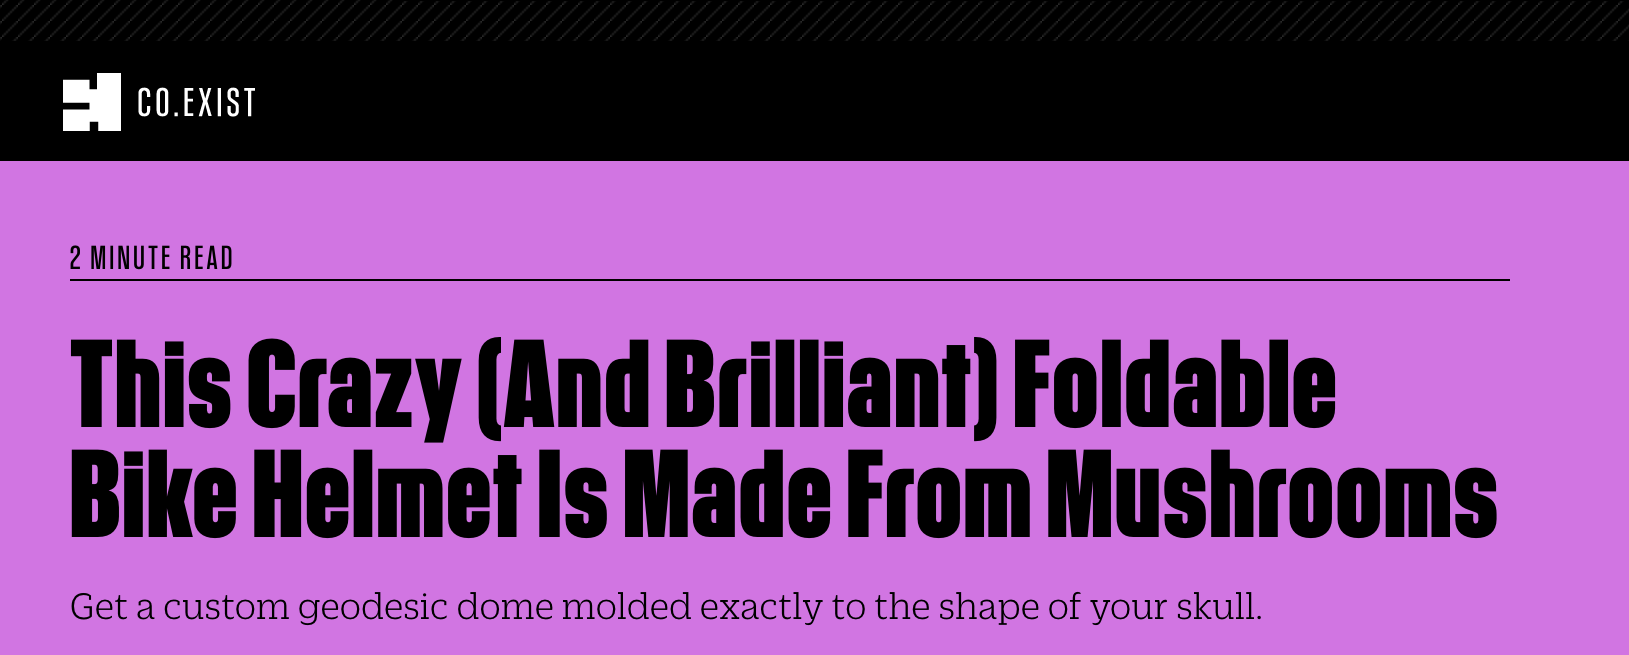 CO.EXIST
2 MINUTE READ
This Crazy (And Brilliant) Foldable
Bike Helmet Is Made From Mushrooms
Get a custom geodesic dome molded exactly to the shape of your skull.